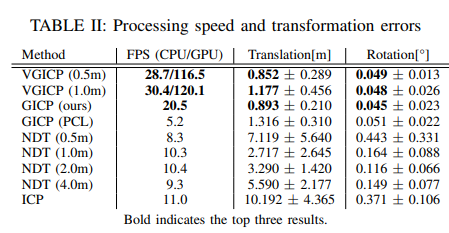 TABLE II: Processing speed and transformation errors
Method FPS (CPU/GPU) Translation[m] Rotation[°]
VGICP (0.5m) 28.7/116.5 0.852 ± 0.289 0.049 ± 0.013
VGICP (1.0m) 30.4/120.1 1.177 ± 0.456 0.048 ± 0.026
GICP (ours) 20.5 0.893 ± 0.210 0.045 ± 0.023
GICP (PCL) 5.2 1.316 ± 0.310 0.051 ± 0.022
NDT (0.5m) 8.3 7.119 ± 5.640 0.443 ± 0.331
NDT (1.0m) 10.3 2.717 ± 2.645 0.164 ± 0.088
NDT (2.0m) 10.4 3.290 ± 1.420 0.116 ± 0.066
NDT (4.0m) 9.3 5.590 ± 2.177 0.149 ± 0.077
ICP 11.0 10.192 ± 4.365 0.371 ± 0.106
Bold indicates the top three results.